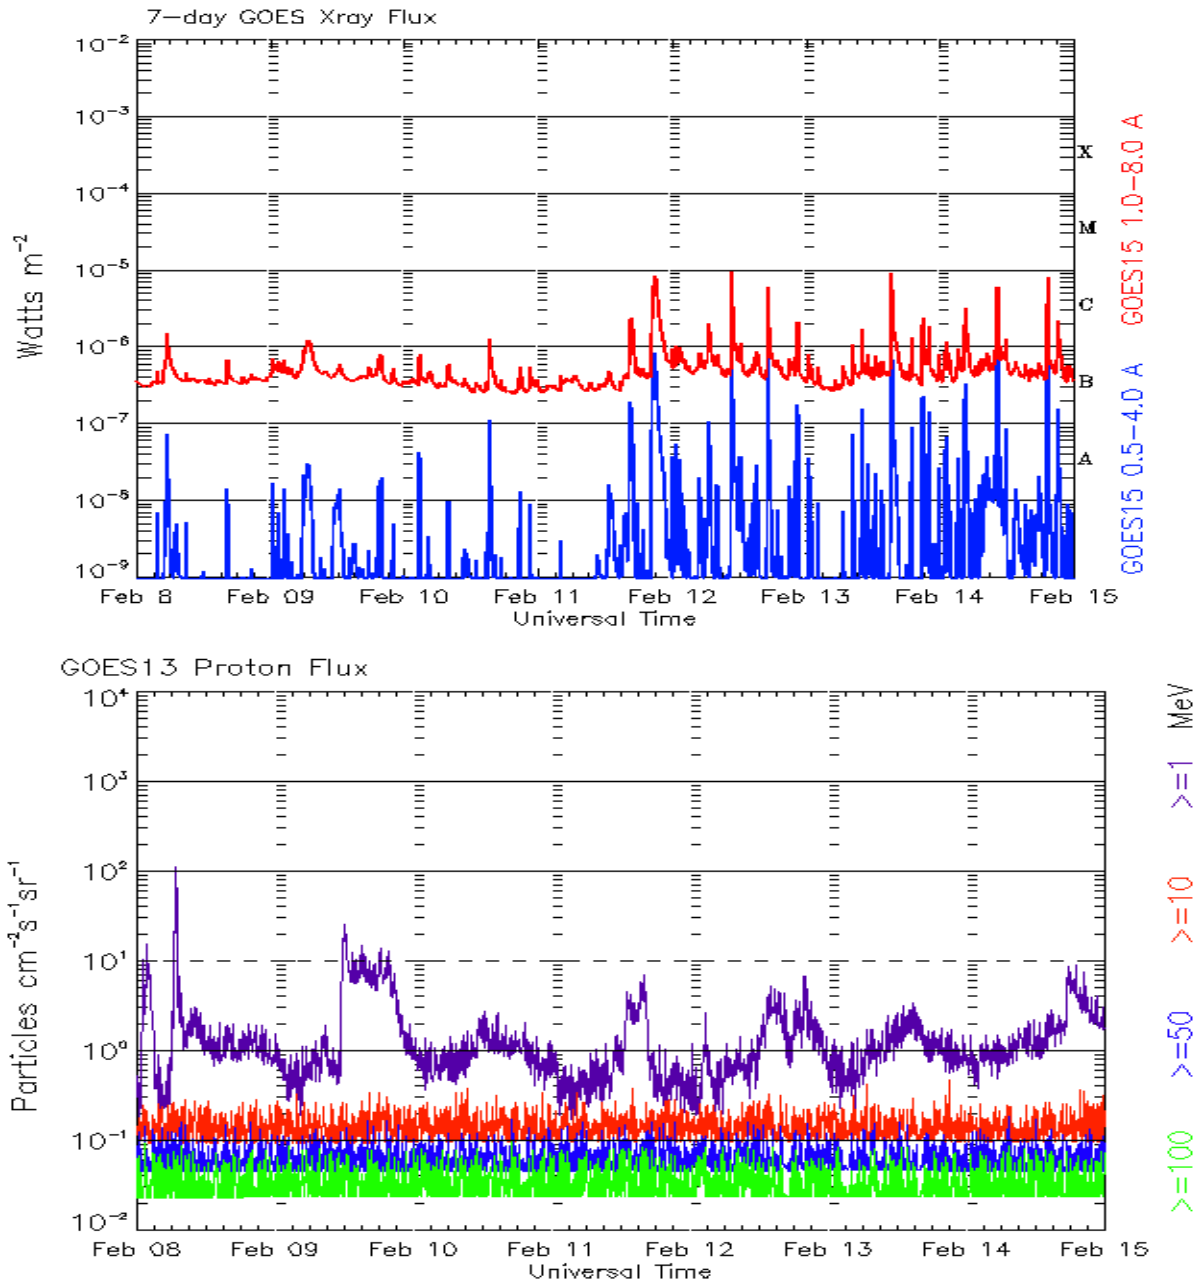 7-day GOES Xray Flux
10⁻²
10⁻³
10⁻⁴
10⁻⁵
10⁻⁶
10⁻⁷
10⁻⁸
10⁻⁹
Watts m⁻²
X
M
C
B
A
GOES15 1.0-8.0 A
GOES15 0.5-4.0 A
Feb 8 Feb 09 Feb 10 Feb 11 Feb 12 Feb 13 Feb 14 Feb 15
Universal Time
GOES13 Proton Flux
10⁴
10³
10²
10¹
10⁰
10⁻¹
10⁻²
Particles cm⁻²s⁻¹sr⁻¹
>=1 MeV
>=10
>=50
>=100
Feb 08 Feb 09 Feb 10 Feb 11 Feb 12 Feb 13 Feb 14 Feb 15
Universal Time